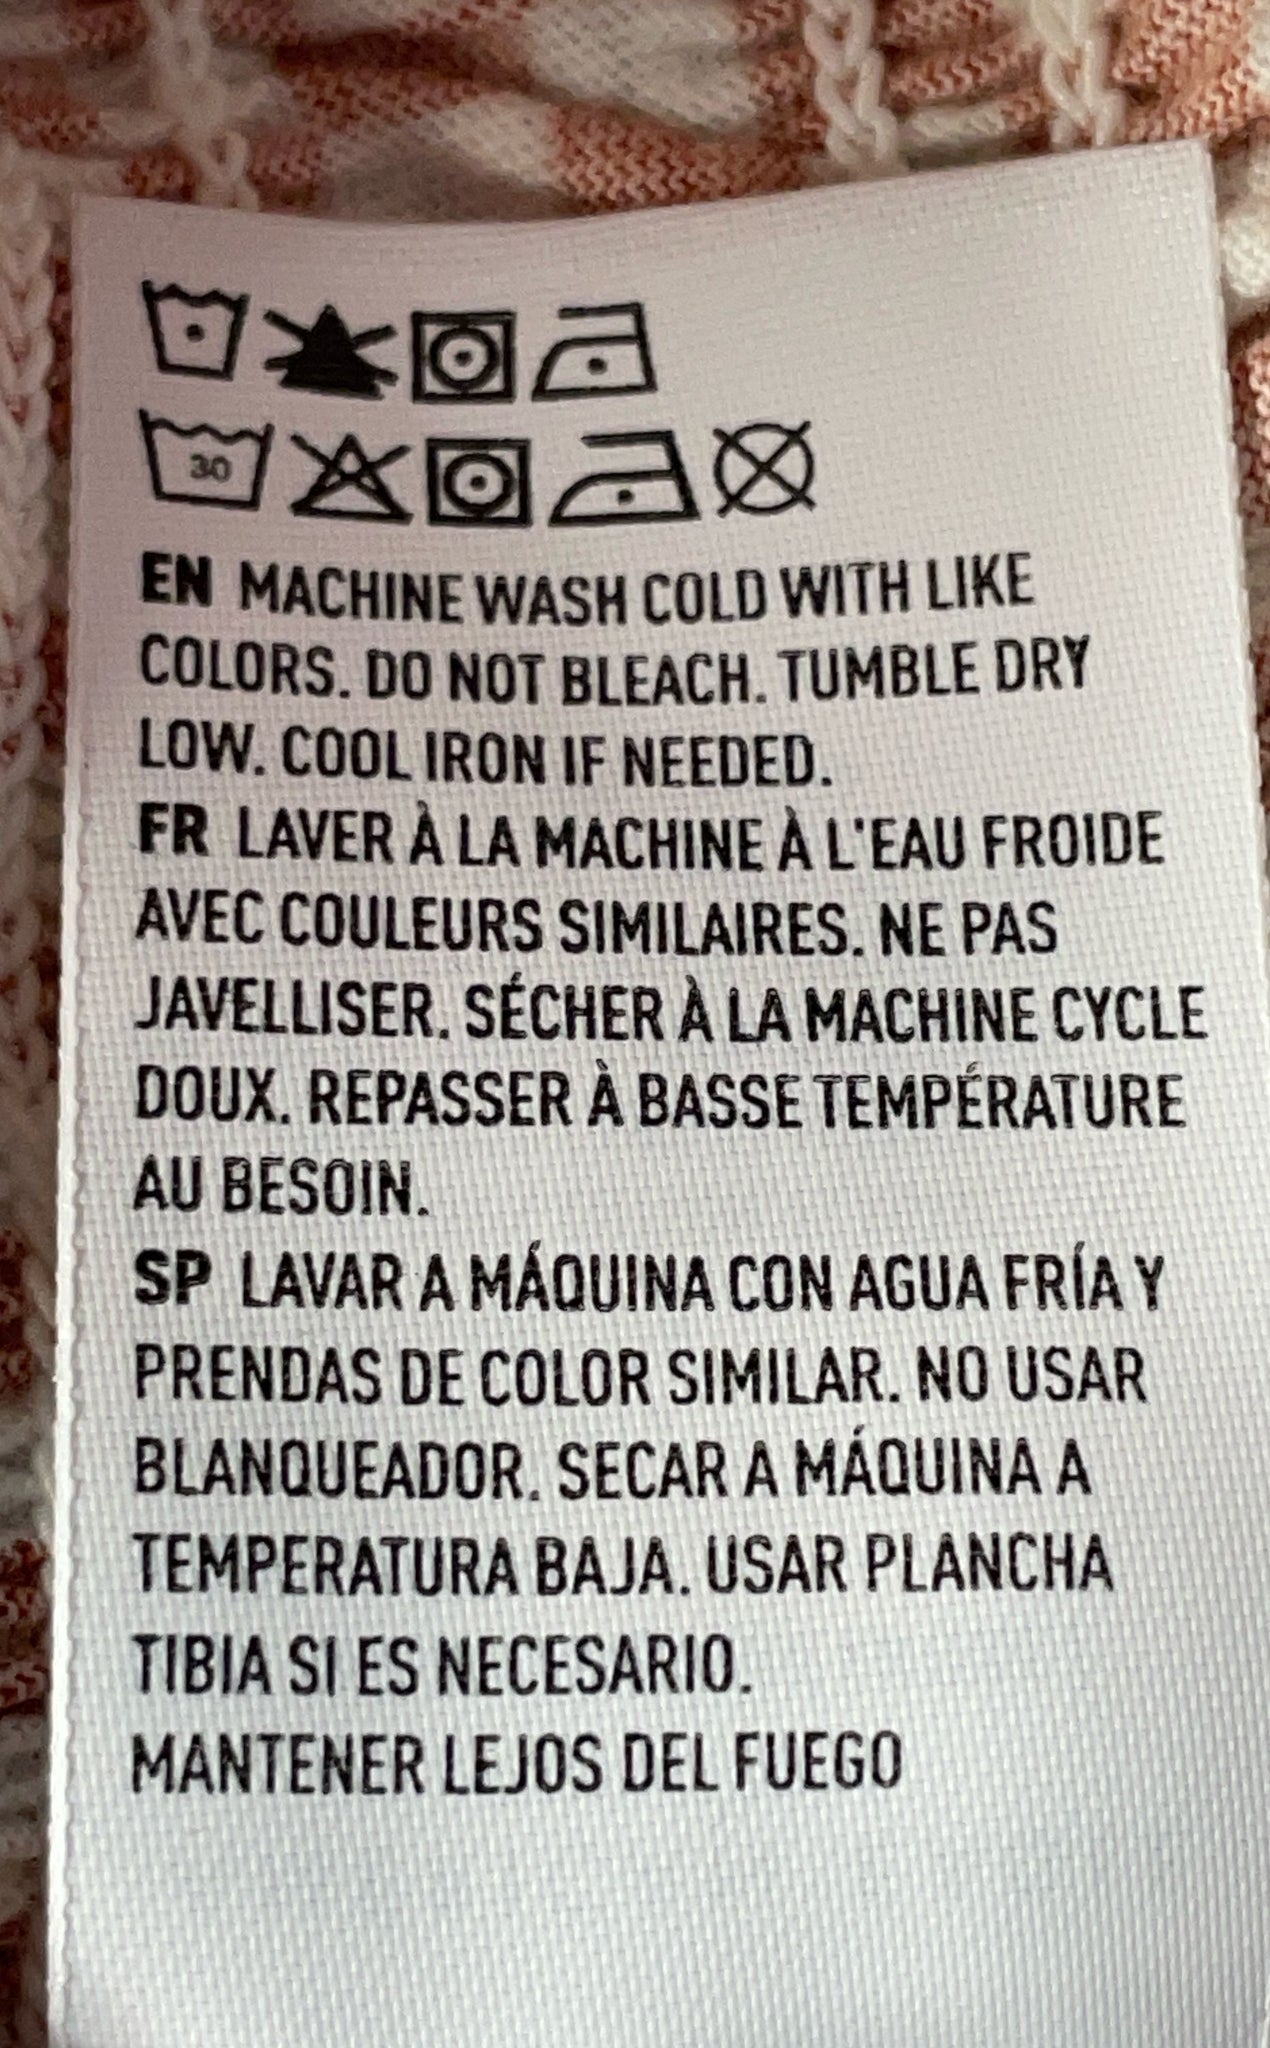 30
EN MACHINE WASH COLD WITH LIKE
COLORS. DO NOT BLEACH. TUMBLE DRY
LOW. COOL IRON IF NEEDED.
FR LAVER À LA MACHINE À L'EAU FROIDE
AVEC COULEURS SIMILAIRES. NE PAS
JAVELLISER. SÉCHER À LA MACHINE CYCLE
DOUX. REPASSER À BASSE TEMPÉRATURE
AU BESOIN.
SP LAVAR A MÁQUINA CON AGUA FRÍA Y
PRENDAS DE COLOR SIMILAR. NO USAR
BLANQUEADOR. SECAR A MÁQUINA A
TEMPERATURA BAJA. USAR PLANCHA
TIBIA SI ES NECESARIO.
MANTENER LEJOS DEL FUEGO